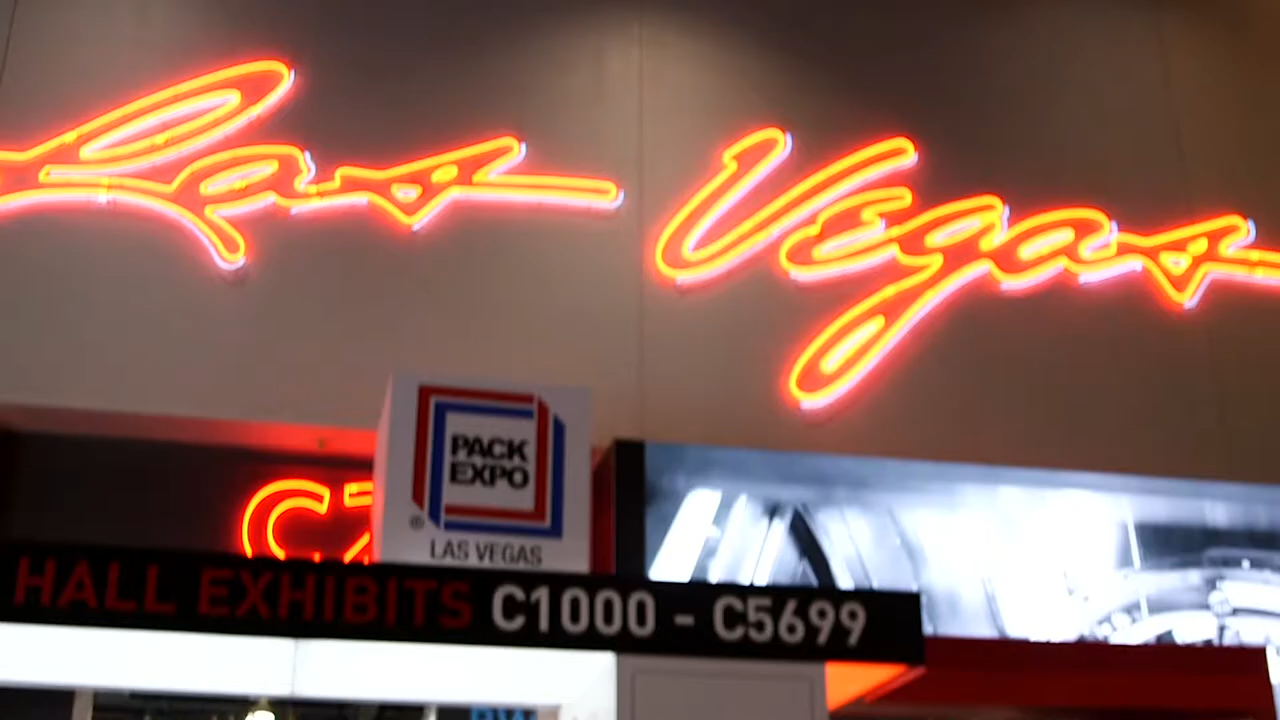 Las Vegas
PACK
EXPO
®
LAS VEGAS
HALL EXHIBITS C1000 - C5699